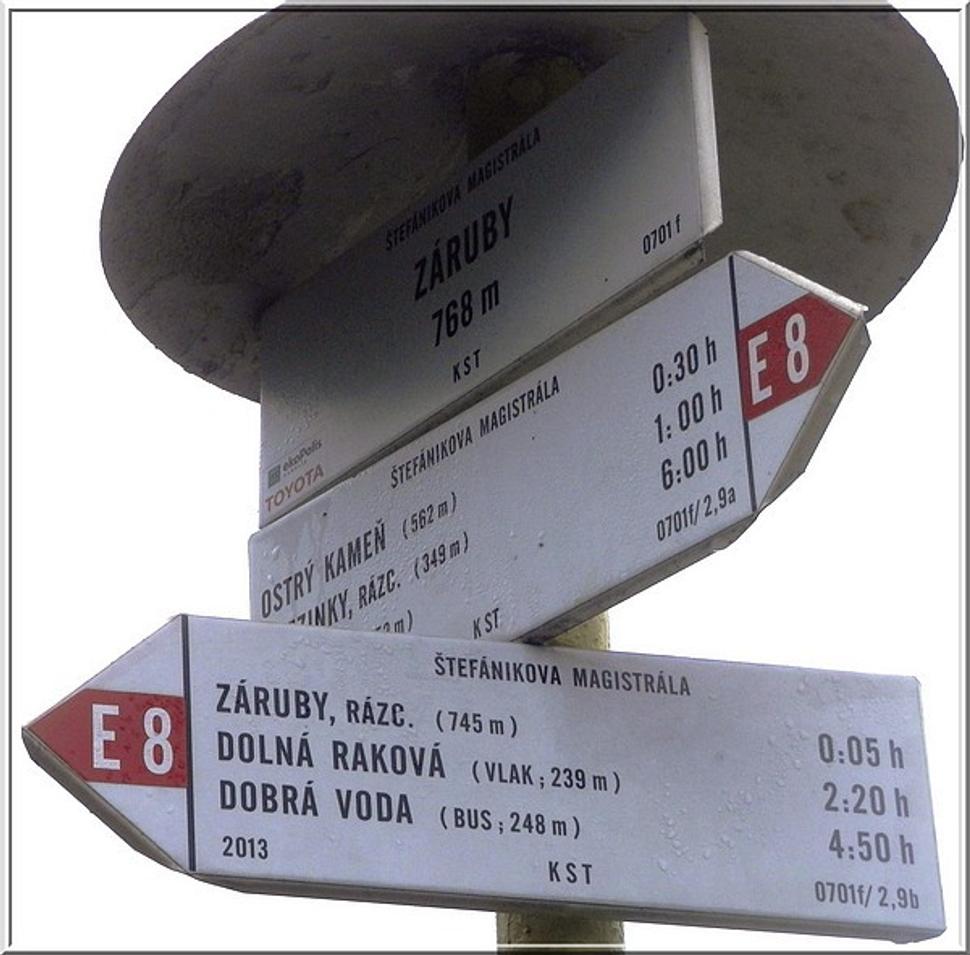 ŠTEFÁNIKOVA MAGISTRÁLA
ZÁRUBY
768 m
KST
0701 f
ekoPolis
TOYOTA
ŠTEFÁNIKOVA MAGISTRÁLA
E 8
OSTRÝ KAMEŇ (562 m) 0:30 h
RÁZC. (349 m) 1:00 h
6:00 h
KST
0701f/2,9a
ŠTEFÁNIKOVA MAGISTRÁLA
E 8
ZÁRUBY, RÁZC. (745 m) 0:05 h
DOLNÁ RAKOVÁ (VLAK ; 239 m) 2:20 h
DOBRÁ VODA (BUS ; 248 m) 4:50 h
2013
KST
0701f/2,9b